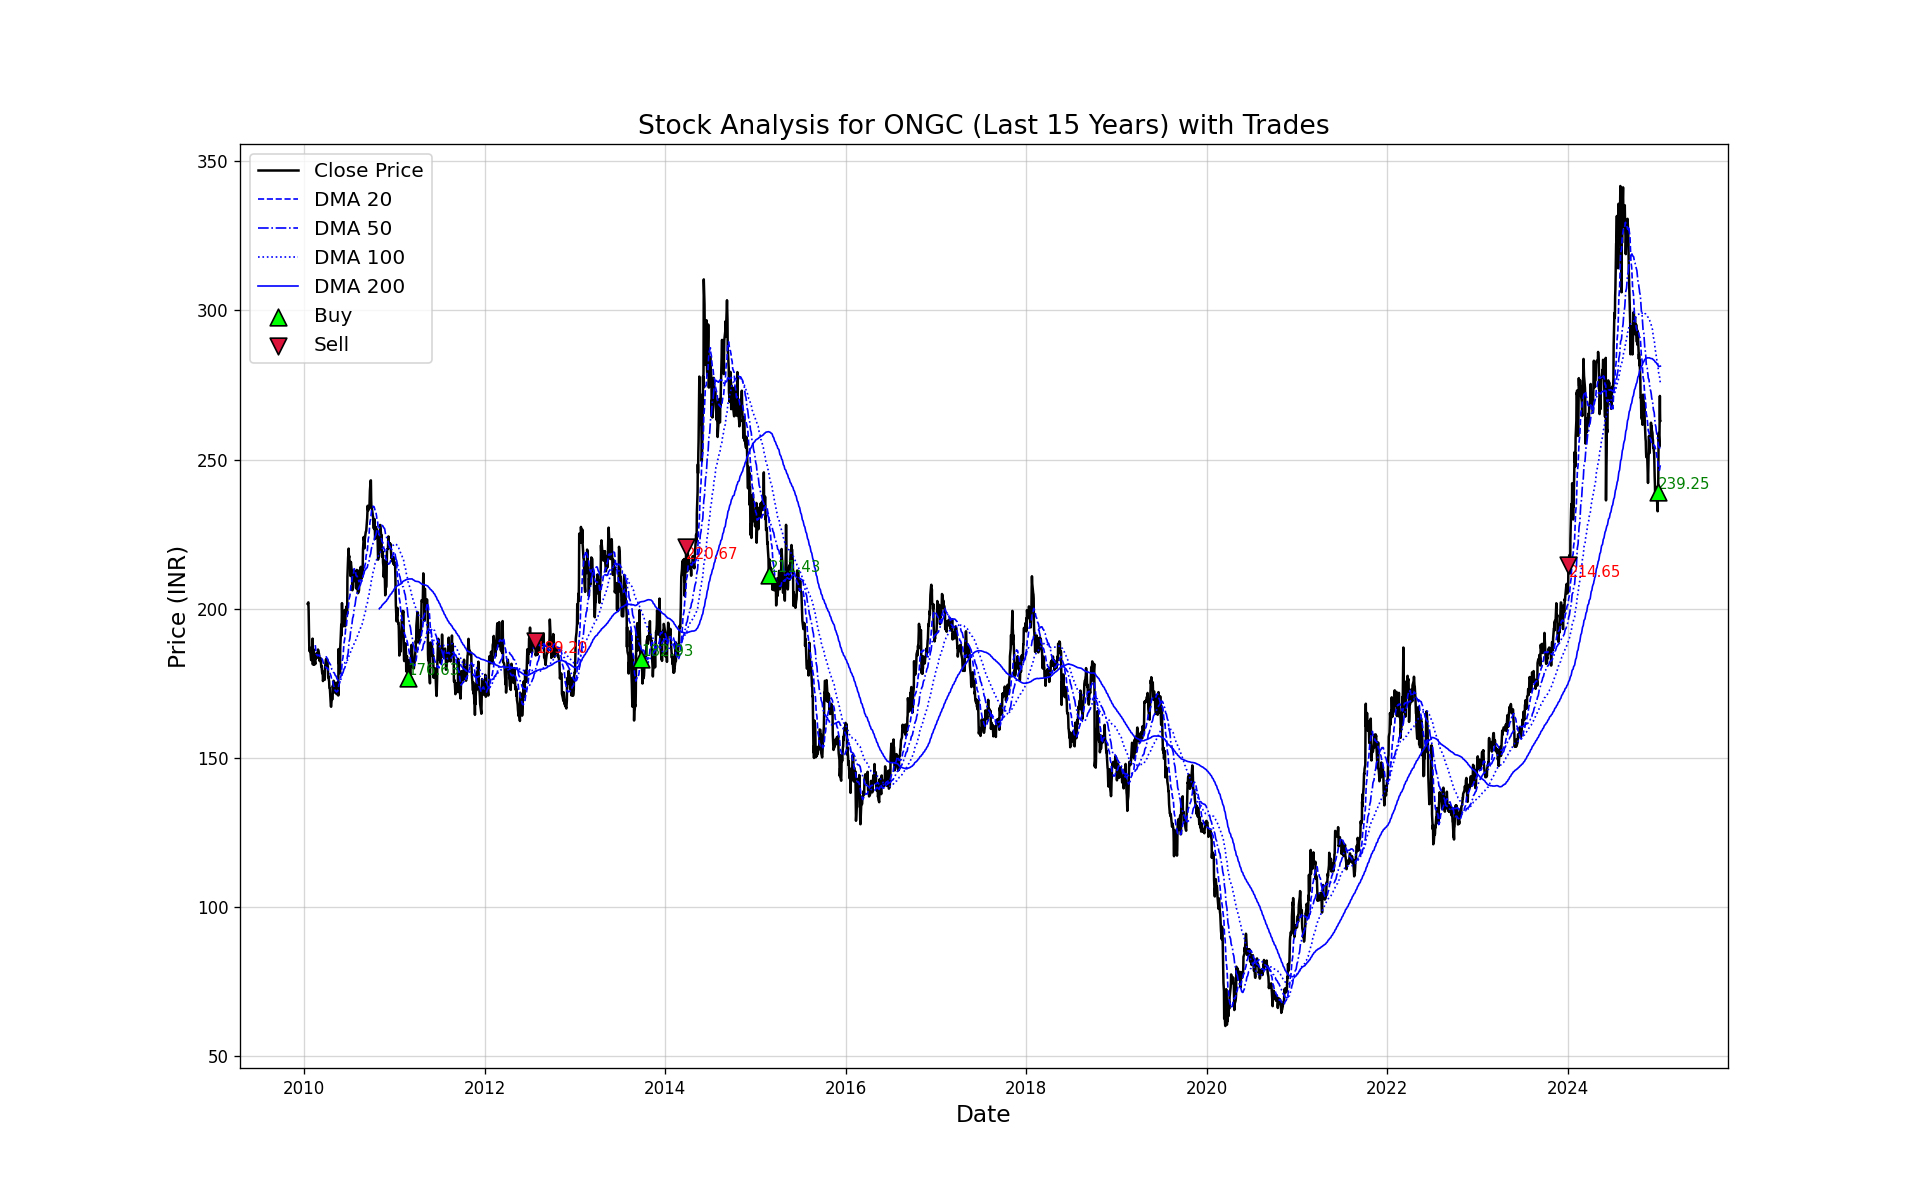 Stock Analysis for ONGC (Last 15 Years) with Trades
Close Price
DMA 20
DMA 50
DMA 100
DMA 200
Buy
Sell
Price (INR)
350
300
250
200
150
100
50
239.25
220.67
214.65
2010
2012
2014
2016
2018
2020
2022
2024
Date